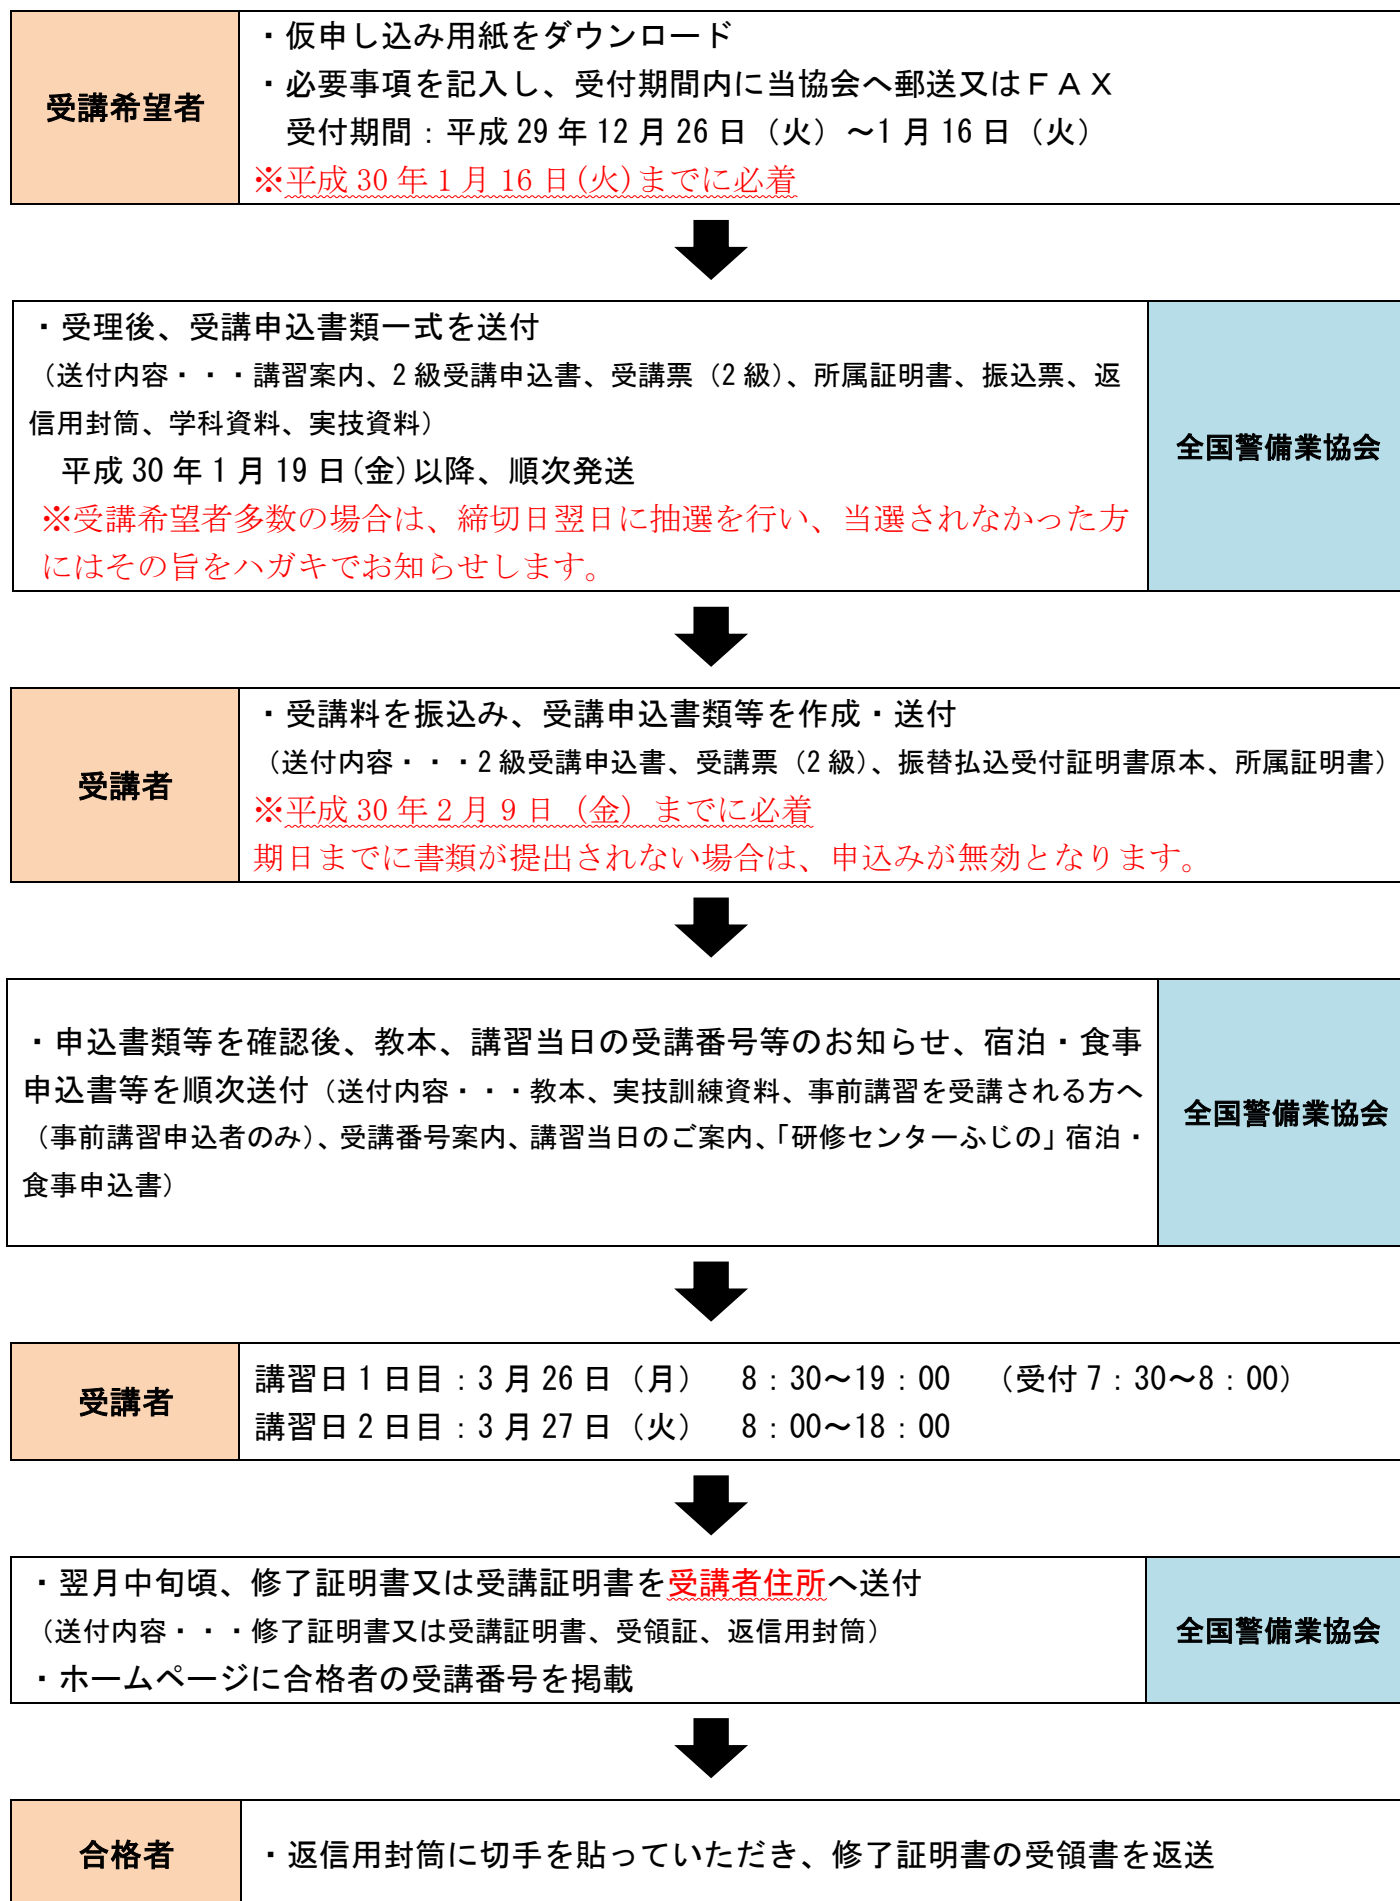 受講希望者
・仮申し込み用紙をダウンロード
・必要事項を記入し、受付期間内に当協会へ郵送又はＦＡＸ
受付期間：平成 29 年 12 月 26 日（火）～1 月 16 日（火）
※平成 30 年 1 月 16 日(火)までに必着
・受理後、受講申込書類一式を送付
（送付内容・・・講習案内、2 級受講申込書、受講票（2 級）、所属証明書、振込票、返
信用封筒、学科資料、実技資料）
平成 30 年 1 月 19 日(金)以降、順次発送
※受講希望者多数の場合は、締切日翌日に抽選を行い、当選されなかった方
にはその旨をハガキでお知らせします。
全国警備業協会
受講者
・受講料を振込み、受講申込書類等を作成・送付
（送付内容・・・2 級受講申込書、受講票（2 級）、振替払込受付証明書原本、所属証明書）
※平成 30 年 2 月 9 日（金）までに必着
期日までに書類が提出されない場合は、申込みが無効となります。
・申込書類等を確認後、教本、講習当日の受講番号等のお知らせ、宿泊・食事
申込書等を順次送付（送付内容・・・教本、実技訓練資料、事前講習を受講される方へ
（事前講習申込者のみ）、受講番号案内、講習当日のご案内、「研修センターふじの」宿泊・
食事申込書）
全国警備業協会
受講者
講習日 1 日目：3 月 26 日（月）　8：30～19：00　（受付 7：30～8：00）
講習日 2 日目：3 月 27 日（火）　8：00～18：00
・翌月中旬頃、修了証明書又は受講証明書を受講者住所へ送付
（送付内容・・・修了証明書又は受講証明書、受領証、返信用封筒）
・ホームページに合格者の受講番号を掲載
全国警備業協会
合格者
・返信用封筒に切手を貼っていただき、修了証明書の受領書を返送